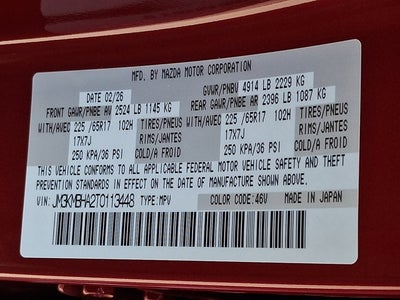 MFD. BY MAZDA MOTOR CORPORATION
DATE 02/26 GVWR/PNBV 4914 LB 2229 KG
FRONT GAWR/PNBE AV 2524 LB 1145 KG REAR GAWR/PNBE AR 2396 LB 1087 KG
WITH/AVEC 225 /65R17 102H TIRES/PNEUS WITH/AVEC 225 /65R17 102H TIRES/PNEUS
17X7J RIMS/JANTES 17X7J RIMS/JANTES
250 KPA/36 PSI COLD/A FROID 250 KPA/36 PSI COLD/A FROID
THIS VEHICLE CONFORMS TO ALL APPLICABLE FEDERAL MOTOR VEHICLE SAFETY AND THEFT
PREVENTION STANDARDS IN EFFECT ON THE DATE OF MANUFACTURE SHOWN ABOVE.
VIN: JM3KMBHA2T0113448 TYPE: MPV COLOR CODE: 46V MADE IN JAPAN